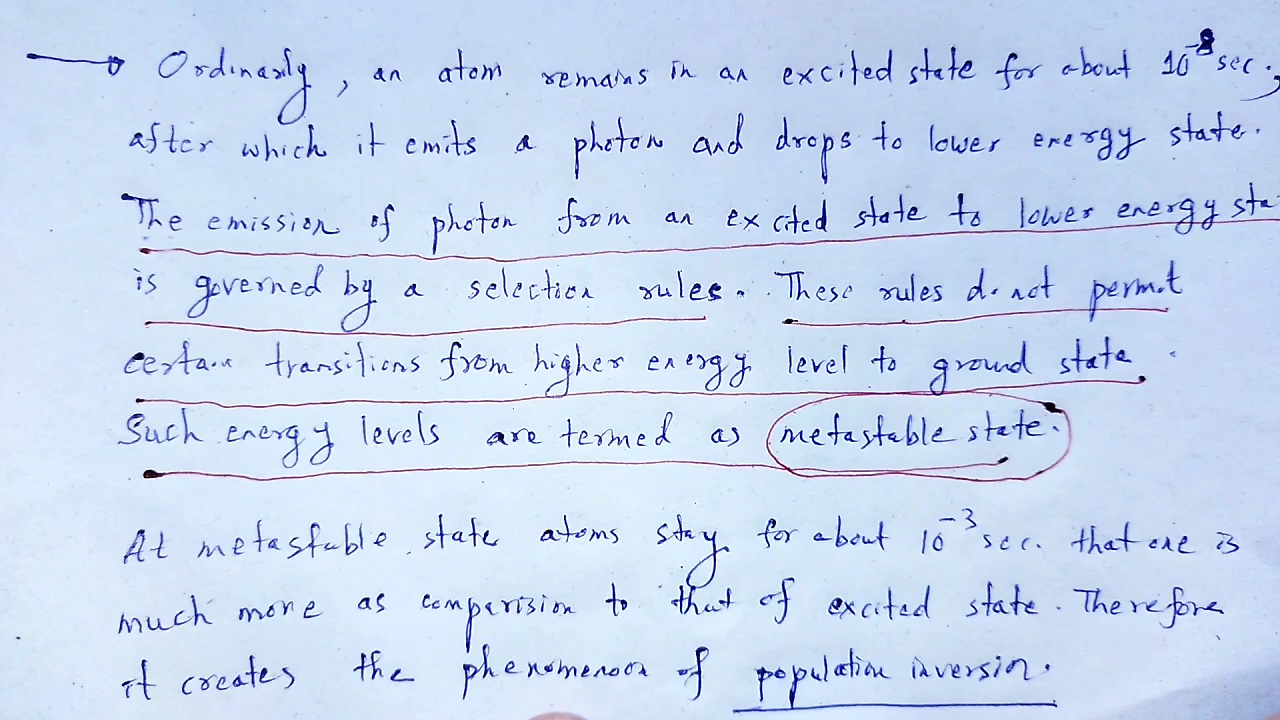 → Ordinarily, an atom remains in an excited state for about 10⁻⁸ sec.,
after which it emits a photon and drops to lower energy state.
The emission of photon from an excited state to lower energy sta
is governed by a selection rules. These rules do not permit
certain transitions from higher energy level to ground state.
Such energy levels are termed as metastable state.
At metastable state atoms stay for about 10⁻³ sec. that one is
much more as comparision to that of excited state. Therefore
it creates the phenomenon of population inversion.